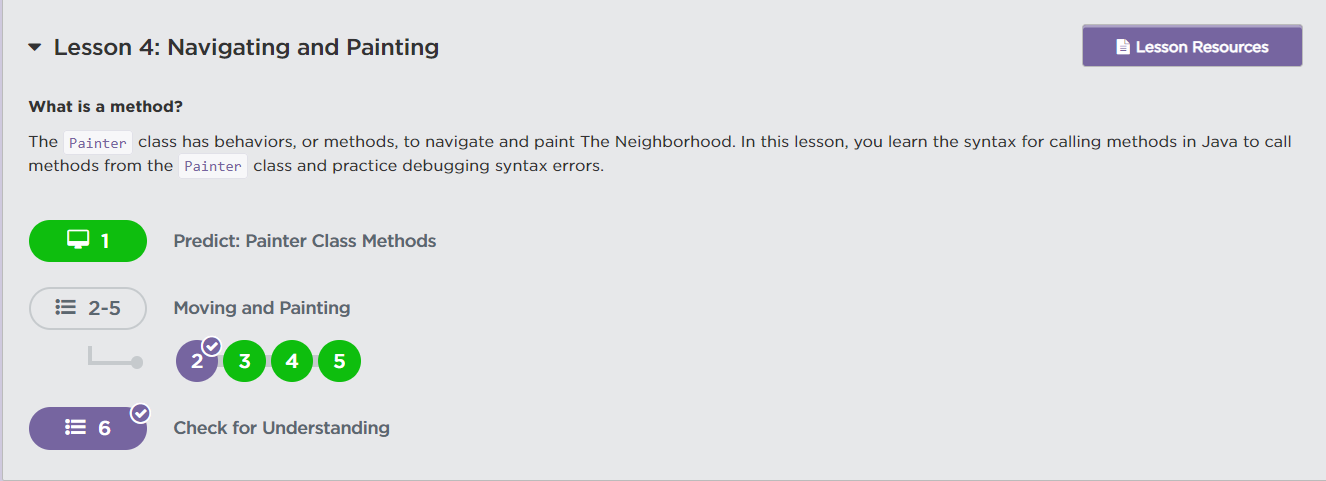 Lesson 4: Navigating and Painting
Lesson Resources
What is a method?
The Painter class has behaviors, or methods, to navigate and paint The Neighborhood. In this lesson, you learn the syntax for calling methods in Java to call
methods from the Painter class and practice debugging syntax errors.
1 Predict: Painter Class Methods
2-5 Moving and Painting
2 3 4 5
6 Check for Understanding